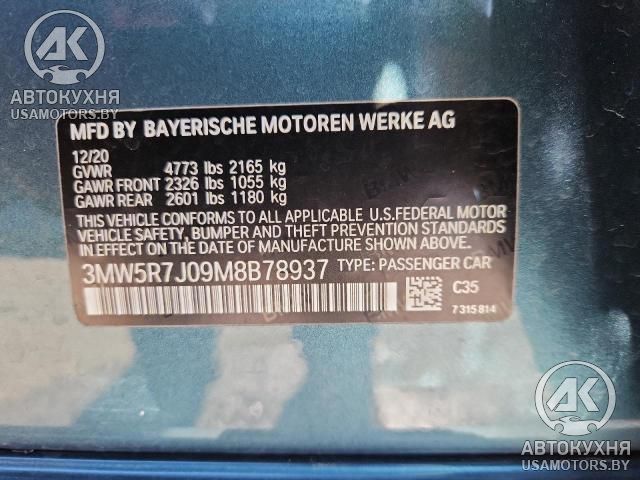 АК
АВТОКУХНЯ
USAMOTORS.BY
MFD BY BAYERISCHE MOTOREN WERKE AG
12/20
GVWR 4773 lbs 2165 kg
GAWR FRONT 2326 lbs 1055 kg
GAWR REAR 2601 lbs 1180 kg
THIS VEHICLE CONFORMS TO ALL APPLICABLE U.S.FEDERAL MOTOR
VEHICLE SAFETY, BUMPER AND THEFT PREVENTION STANDARDS
IN EFFECT ON THE DATE OF MANUFACTURE SHOWN ABOVE.
3MW5R7J09M8B78937 TYPE: PASSENGER CAR
C35
7315814
АК
АВТОКУХНЯ
USAMOTORS.BY